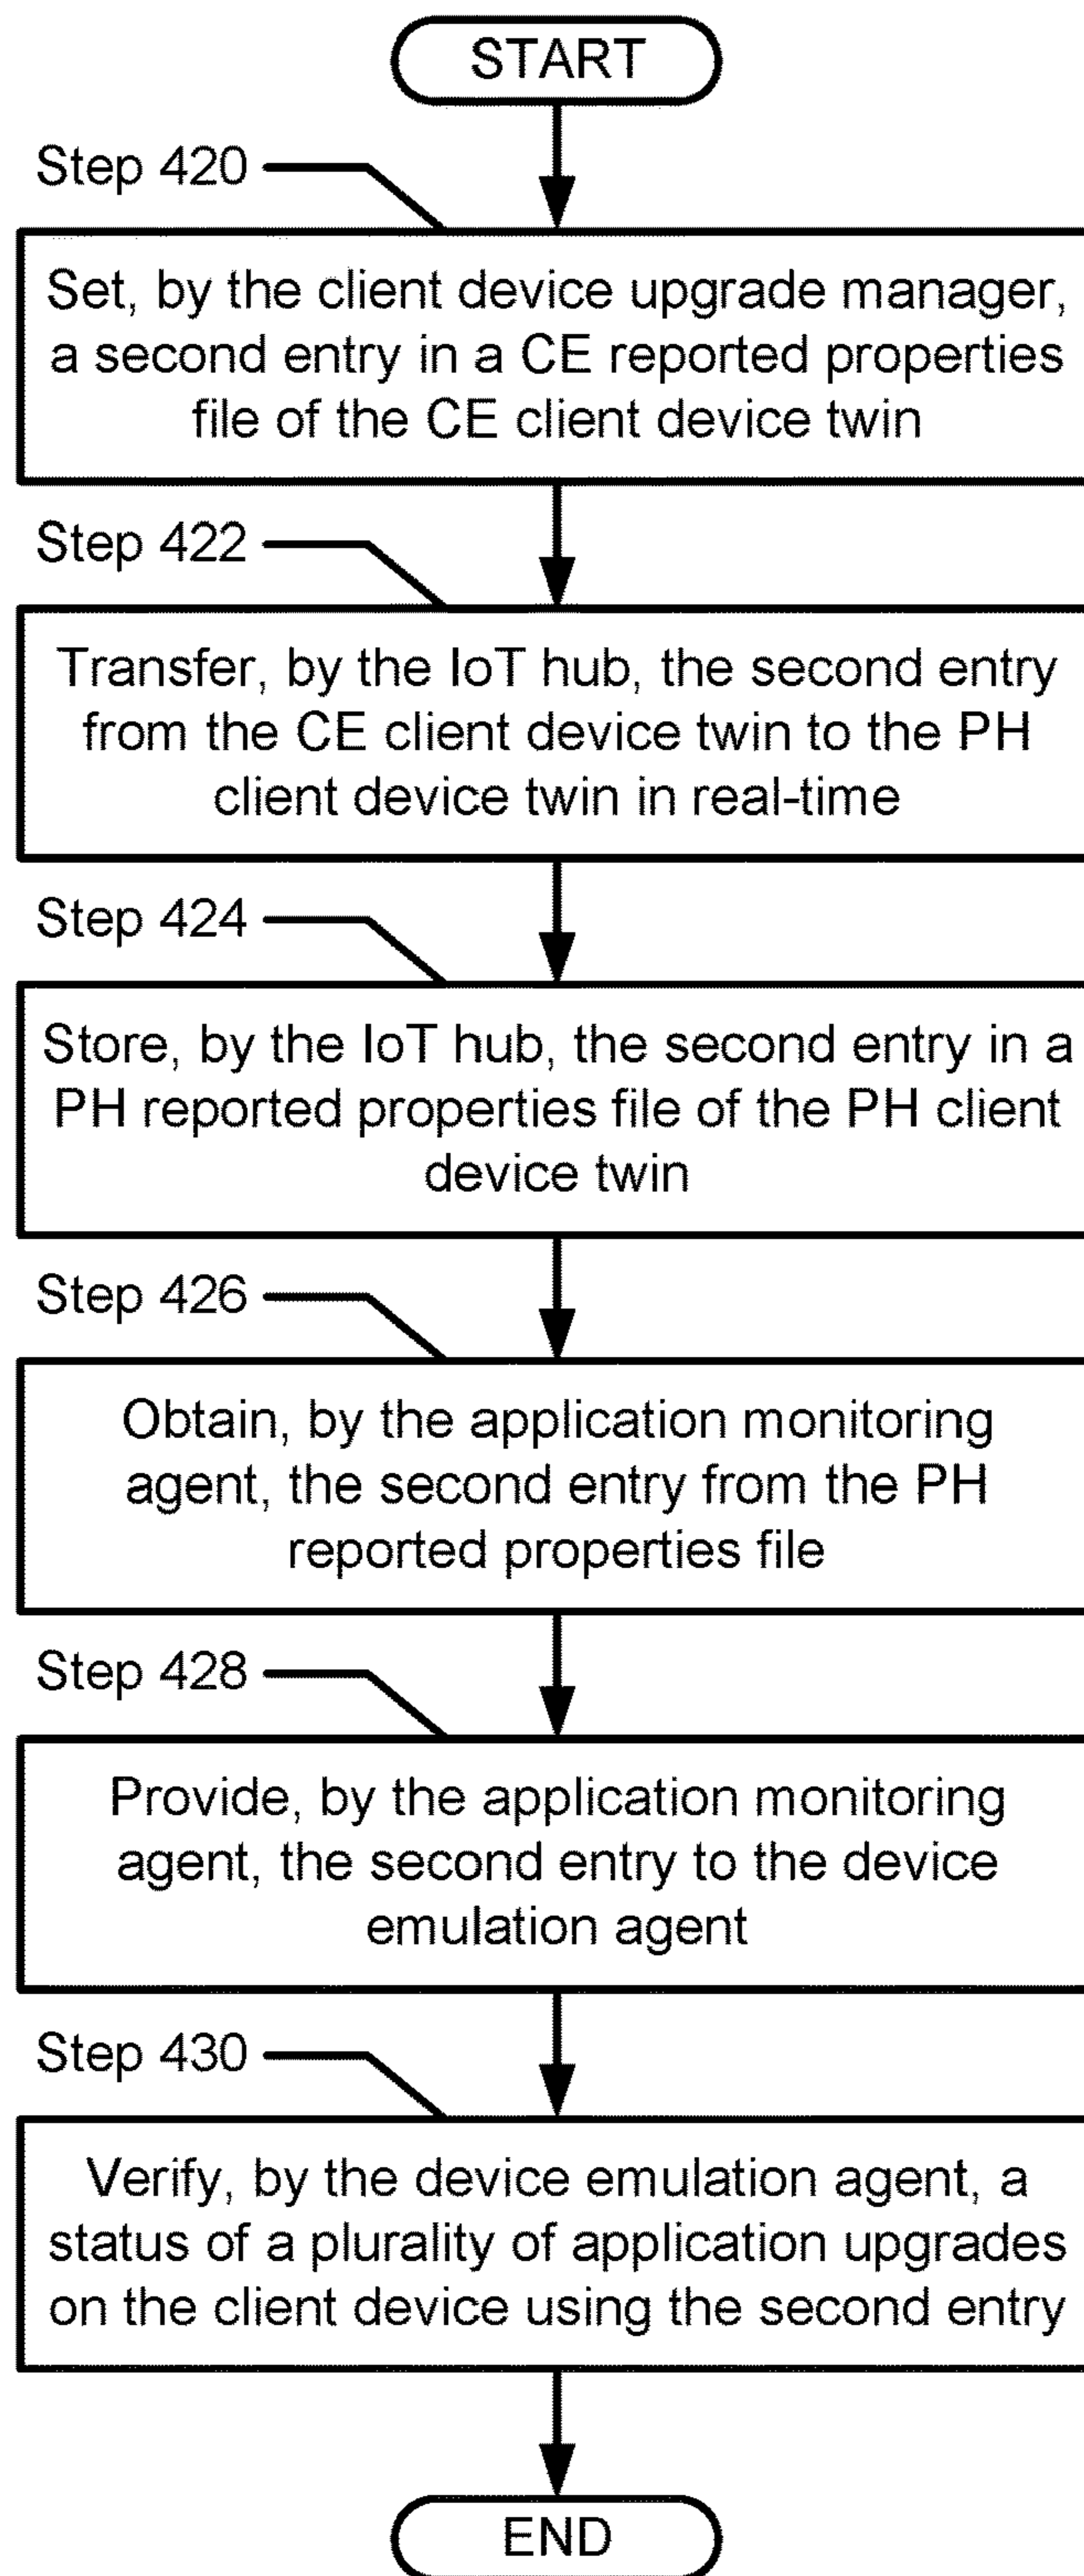 START
Step 420
Set, by the client device upgrade manager,
a second entry in a CE reported properties
file of the CE client device twin
Step 422
Transfer, by the IoT hub, the second entry
from the CE client device twin to the PH
client device twin in real-time
Step 424
Store, by the IoT hub, the second entry in a
PH reported properties file of the PH client
device twin
Step 426
Obtain, by the application monitoring
agent, the second entry from the PH
reported properties file
Step 428
Provide, by the application monitoring
agent, the second entry to the device
emulation agent
Step 430
Verify, by the device emulation agent, a
status of a plurality of application upgrades
on the client device using the second entry
END